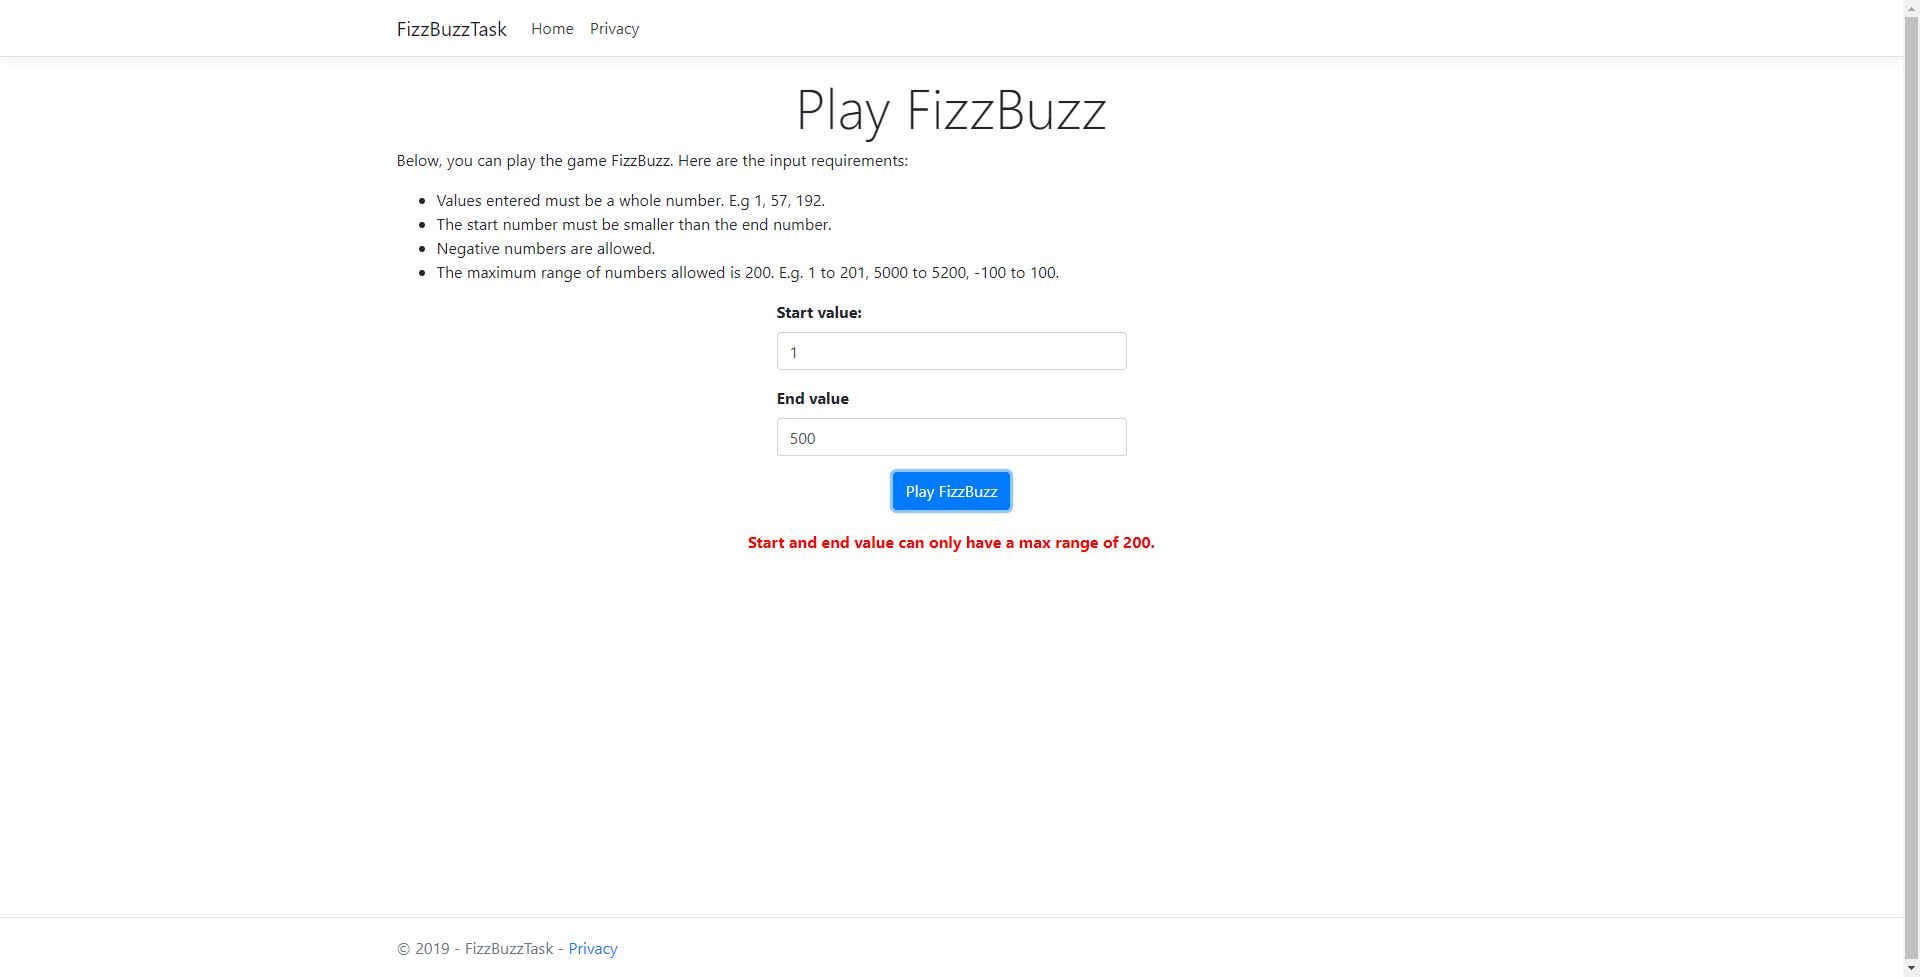 FizzBuzzTask Home Privacy
Play FizzBuzz
Below, you can play the game FizzBuzz. Here are the input requirements:
Values entered must be a whole number. E.g 1, 57, 192.
The start number must be smaller than the end number.
Negative numbers are allowed.
The maximum range of numbers allowed is 200. E.g. 1 to 201, 5000 to 5200, -100 to 100.
Start value:
1
End value
500
Play FizzBuzz
Start and end value can only have a max range of 200.
© 2019 - FizzBuzzTask - Privacy